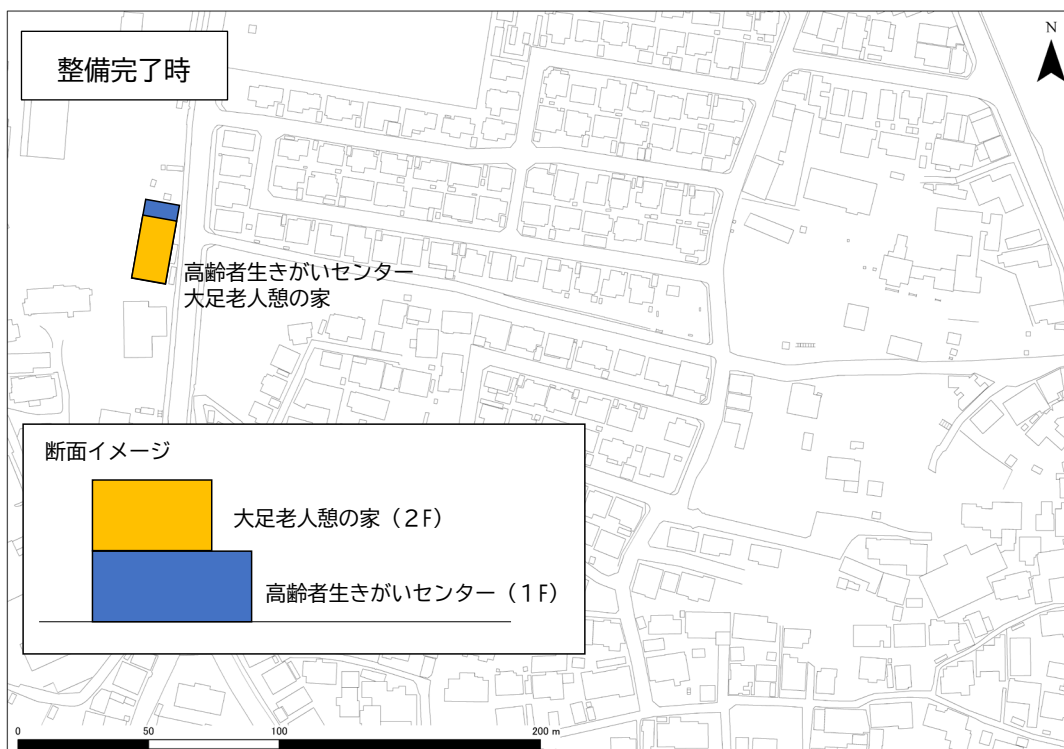 整備完了時
N
高齢者生きがいセンター
大足老人憩の家
断面イメージ
大足老人憩の家（２F）
高齢者生きがいセンター（１F）
0 50 100 200 m